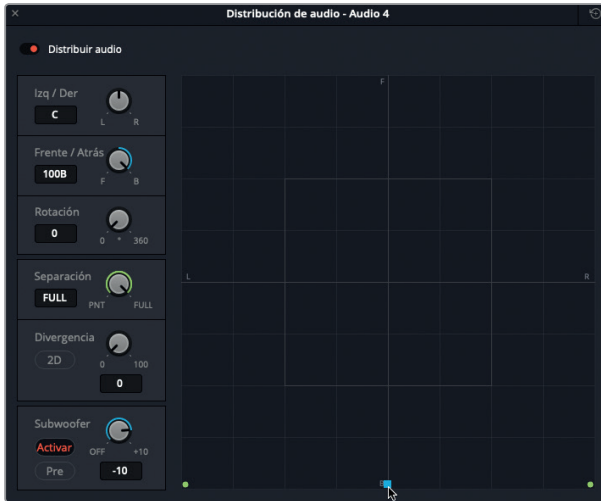 Distribución de audio - Audio 4
Distribuir audio
Izq / Der
C
L R
Frente / Atrás
100B
F B
Rotación
0
0 ° 360
Separación
FULL
PNT FULL
Divergencia
2D
0 100
0
Subwoofer
Activar
OFF +10
Pre
-10
F
L R